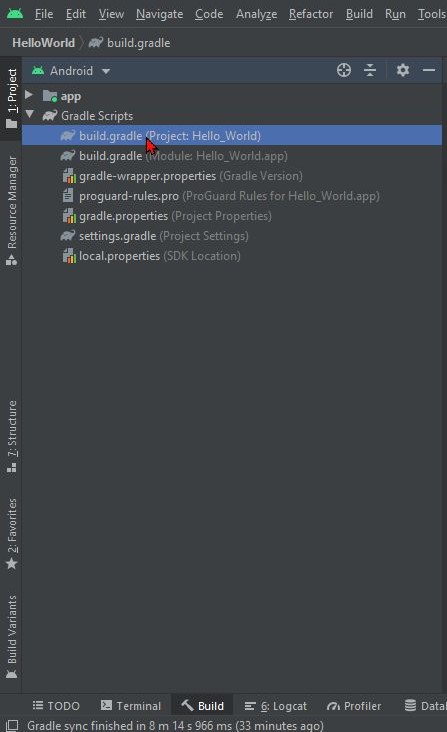 File Edit View Navigate Code Analyze Refactor Build Run Tools
HelloWorld build.gradle
1: Project
Android
app
Gradle Scripts
build.gradle (Project: Hello_World)
build.gradle (Module: Hello_World.app)
gradle-wrapper.properties (Gradle Version)
proguard-rules.pro (ProGuard Rules for Hello_World.app)
gradle.properties (Project Properties)
settings.gradle (Project Settings)
local.properties (SDK Location)
Resource Manager
7: Structure
2: Favorites
Build Variants
TODO Terminal Build 6: Logcat Profiler Datab
Gradle sync finished in 8 m 14 s 966 ms (33 minutes ago)